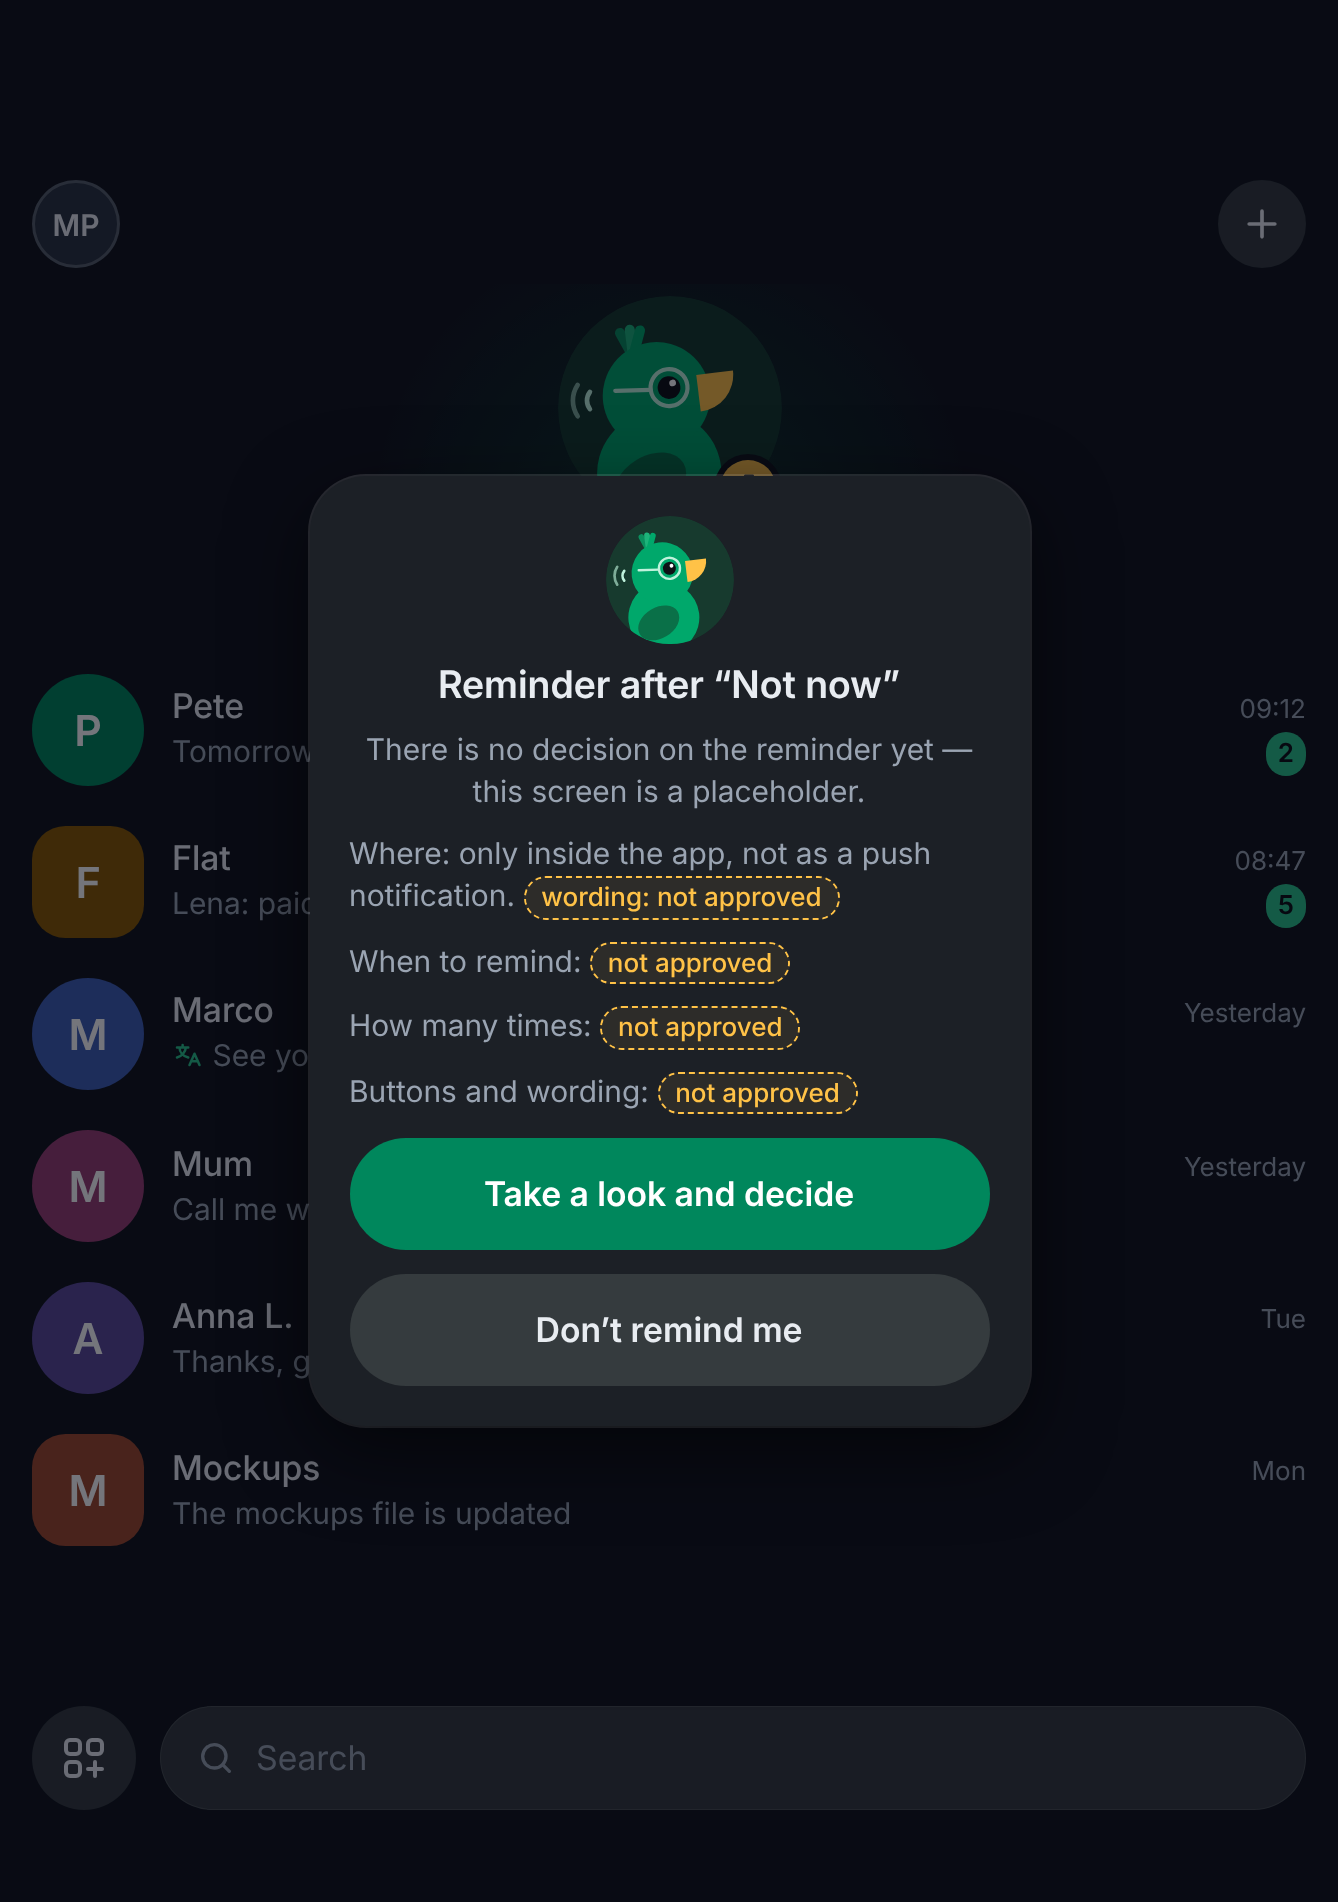 MP
Reminder after “Not now”
There is no decision on the reminder yet —
this screen is a placeholder.
Where: only inside the app, not as a push
notification. wording: not approved
When to remind: not approved
How many times: not approved
Buttons and wording: not approved
Take a look and decide
Don’t remind me
P
Pete
09:12
Tomorrow
2
F
Flat
08:47
Lena:
5
M
Marco
Yesterday
See
M
Mum
Yesterday
Call me
A
Anna L.
Tue
Thanks,
M
Mockups
Mon
The mockups file is updated
Search